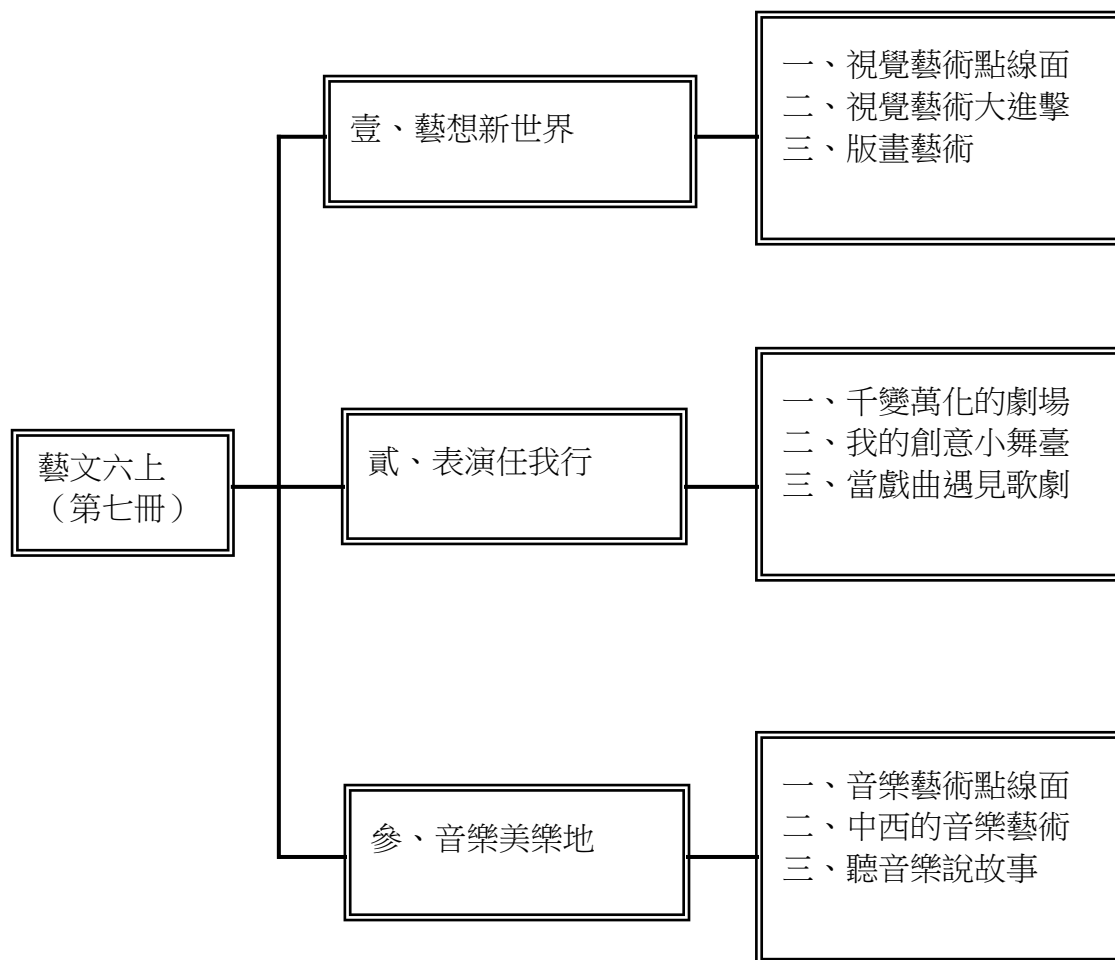 藝文六上
（第七冊）
壹、藝想新世界
一、視覺藝術點線面
二、視覺藝術大進擊
三、版畫藝術
貳、表演任我行
一、千變萬化的劇場
二、我的創意小舞臺
三、當戲曲遇見歌劇
參、音樂美樂地
一、音樂藝術點線面
二、中西的音樂藝術
三、聽音樂說故事